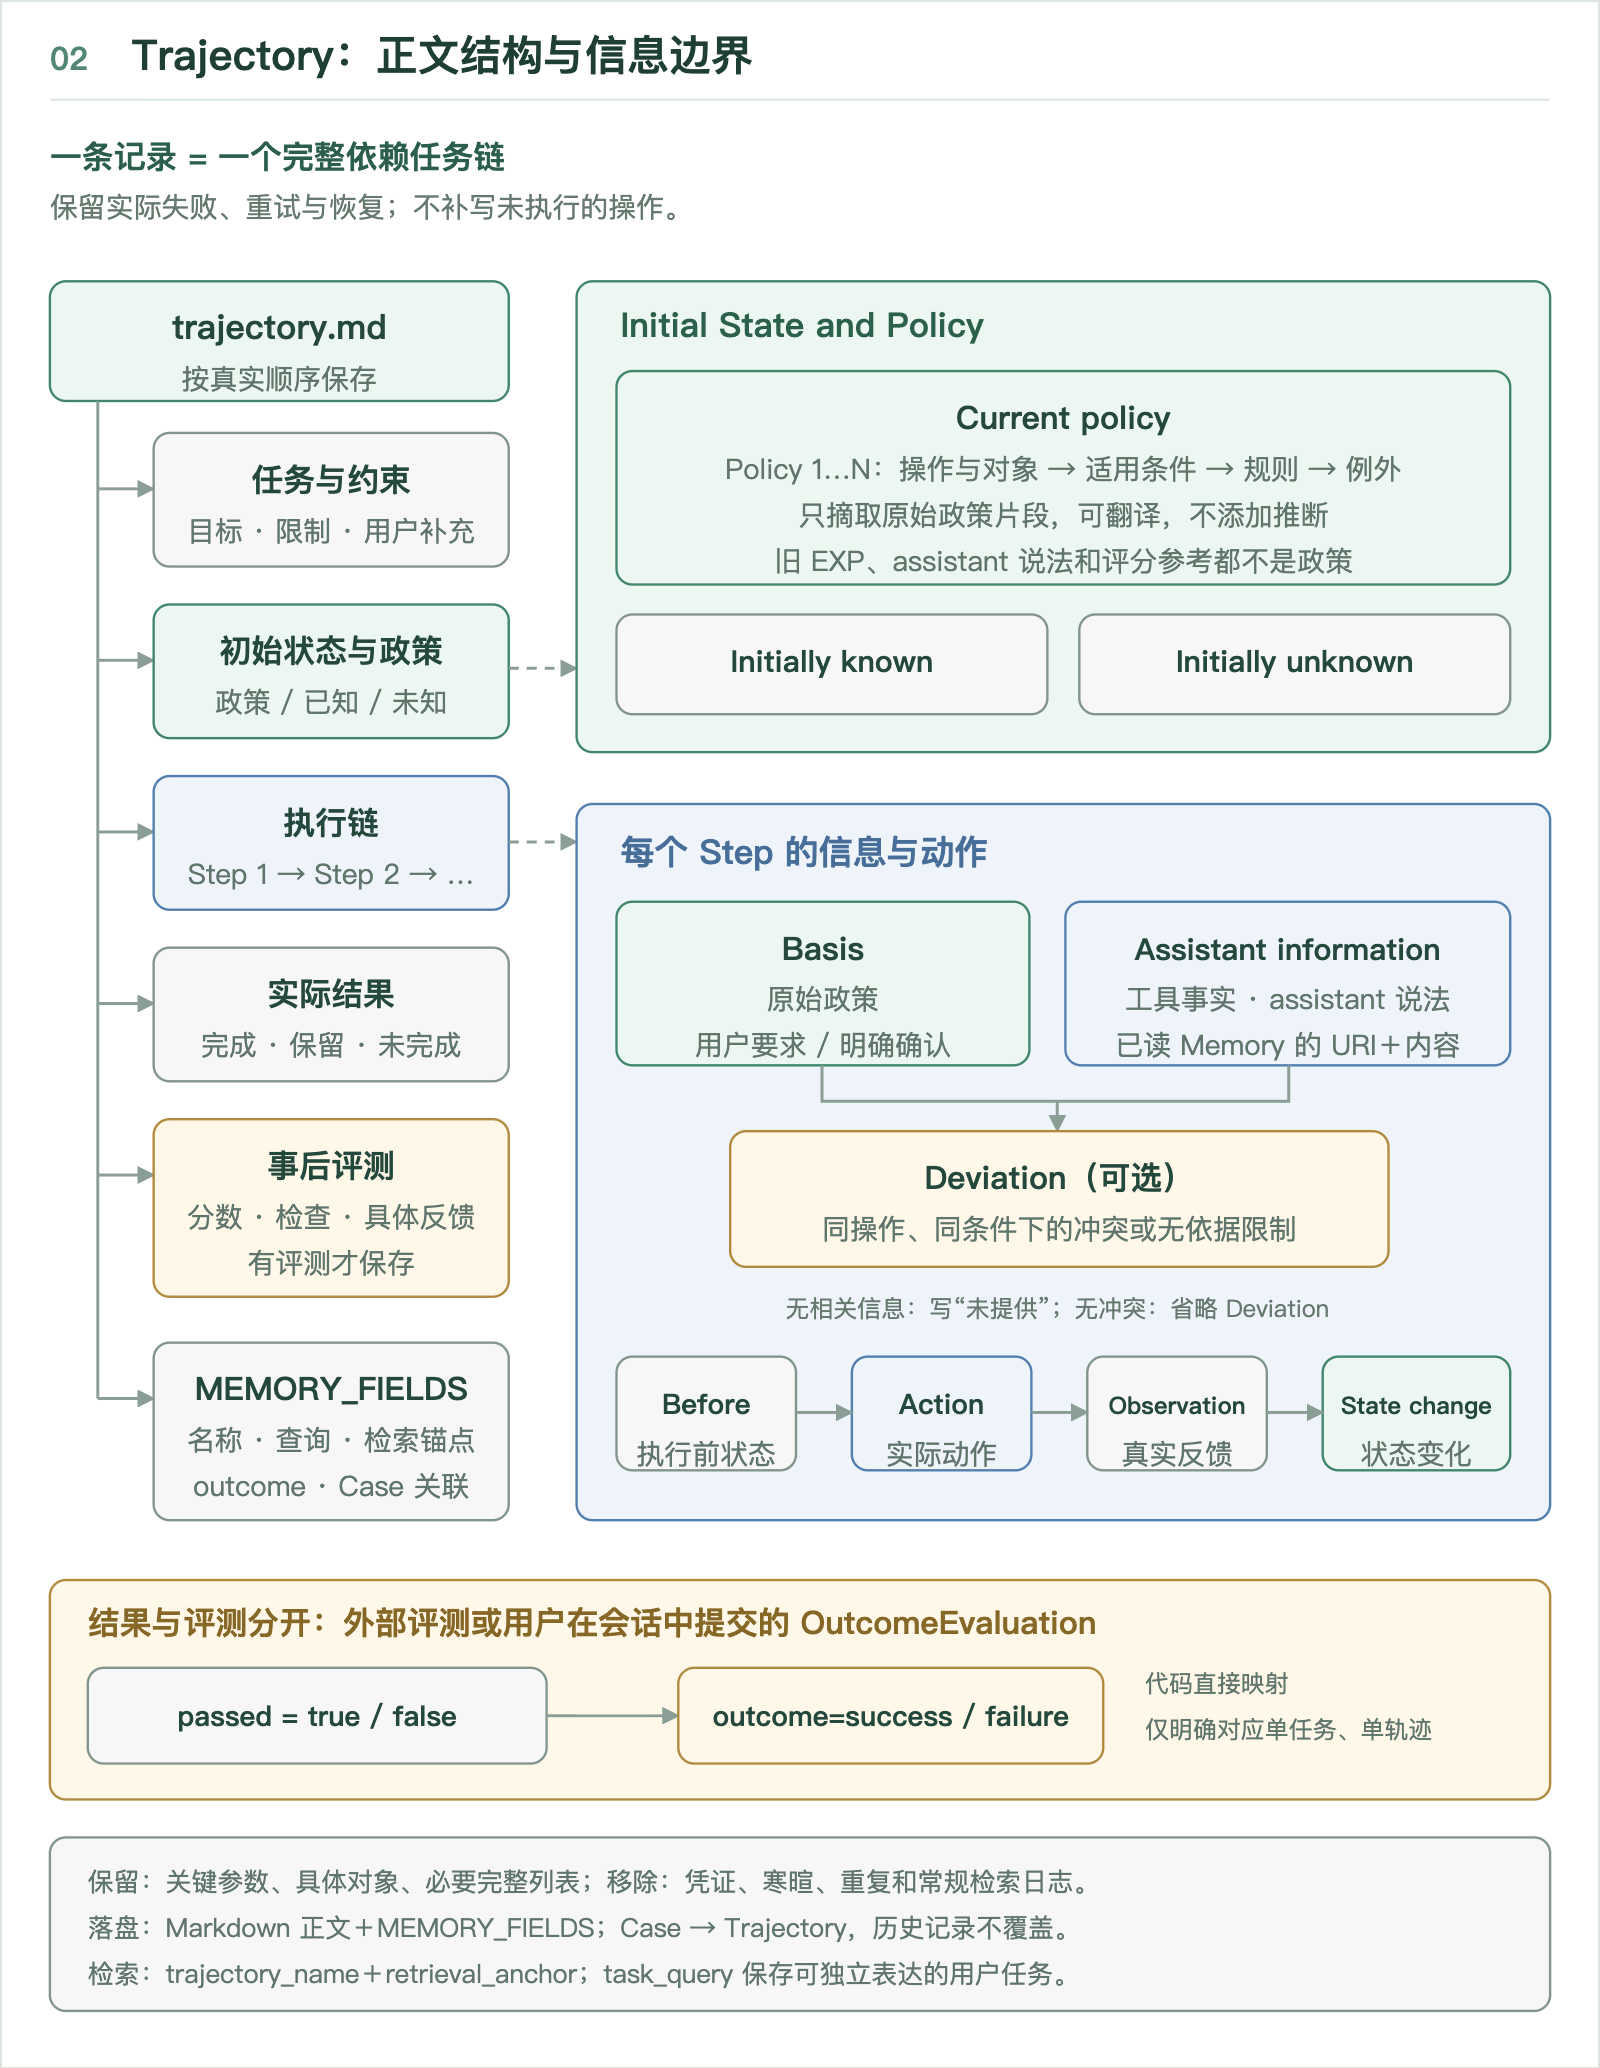 02 Trajectory：正文结构与信息边界
一条记录 = 一个完整依赖任务链
保留实际失败、重试与恢复；不补写未执行的操作。
trajectory.md
按真实顺序保存
任务与约束
目标 · 限制 · 用户补充
初始状态与政策
政策 / 已知 / 未知
执行链
Step 1 → Step 2 → …
实际结果
完成 · 保留 · 未完成
事后评测
分数 · 检查 · 具体反馈
有评测才保存
MEMORY_FIELDS
名称 · 查询 · 检索锚点
outcome · Case 关联
Initial State and Policy
Current policy
Policy 1…N：操作与对象 → 适用条件 → 规则 → 例外
只摘取原始政策片段，可翻译，不添加推断
旧 EXP、assistant 说法和评分参考都不是政策
Initially known
Initially unknown
每个 Step 的信息与动作
Basis
原始政策
用户要求 / 明确确认
Assistant information
工具事实 · assistant 说法
已读 Memory 的 URI＋内容
Deviation（可选）
同操作、同条件下的冲突或无依据限制
无相关信息：写“未提供”；无冲突：省略 Deviation
Before
执行前状态
Action
实际动作
Observation
真实反馈
State change
状态变化
结果与评测分开：外部评测或用户在会话中提交的 OutcomeEvaluation
passed = true / false
outcome=success / failure
代码直接映射
仅明确对应单任务、单轨迹
保留：关键参数、具体对象、必要完整列表；移除：凭证、寒暄、重复和常规检索日志。
落盘：Markdown 正文＋MEMORY_FIELDS；Case → Trajectory，历史记录不覆盖。
检索：trajectory_name＋retrieval_anchor；task_query 保存可独立表达的用户任务。